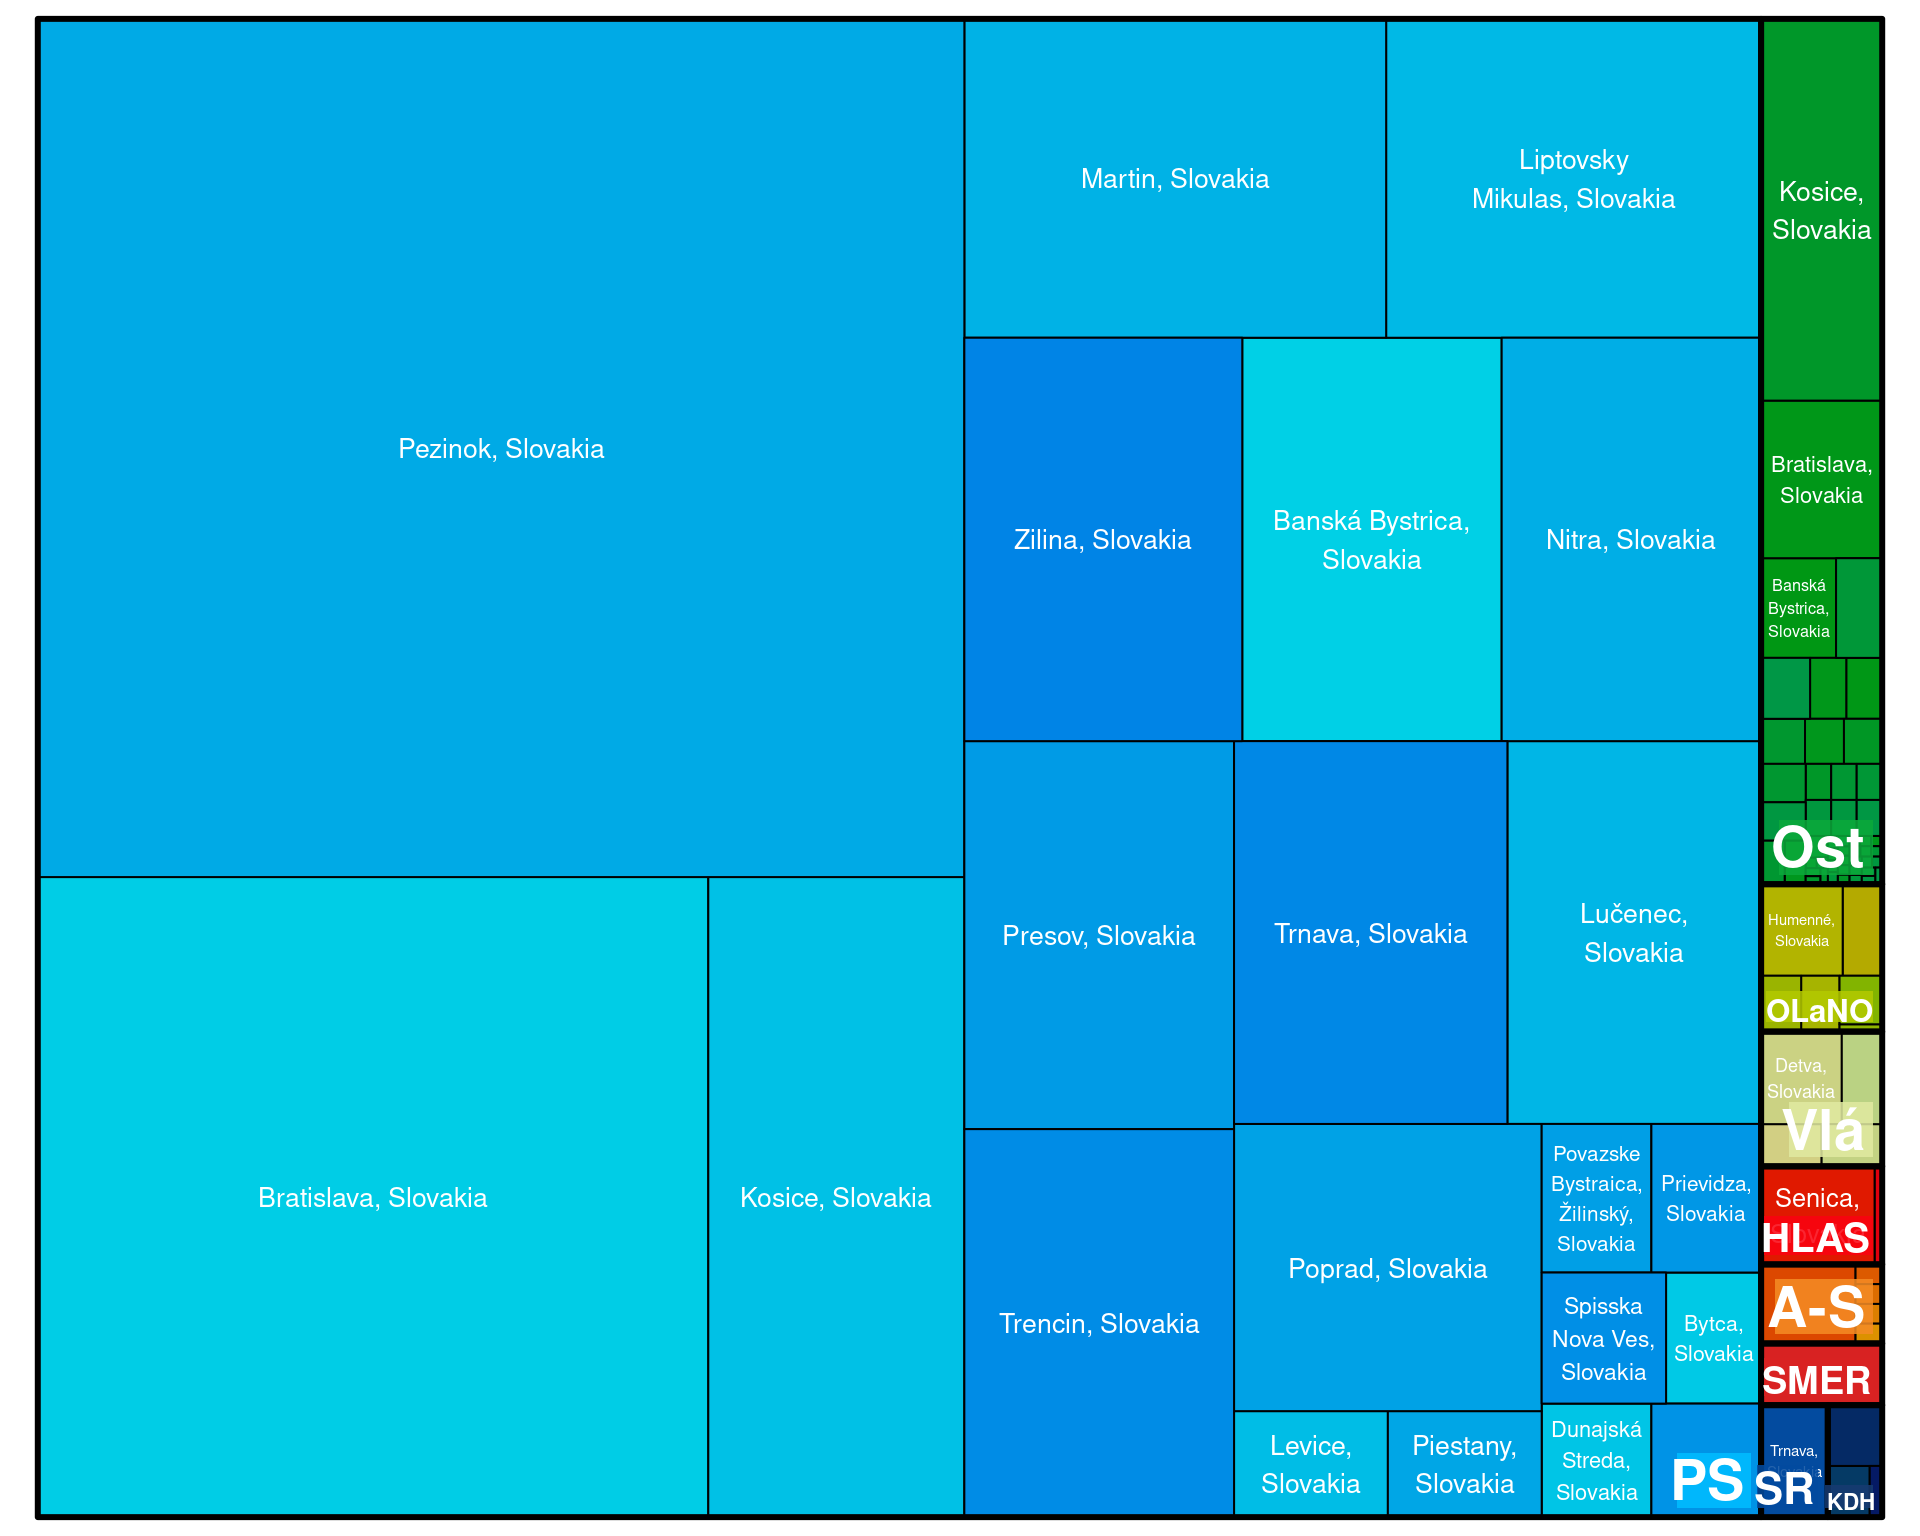 Pezinok, Slovakia
Martin, Slovakia
Liptovsky
Mikulas, Slovakia
Zilina, Slovakia
Banská Bystrica,
Slovakia
Nitra, Slovakia
Bratislava, Slovakia
Kosice, Slovakia
Presov, Slovakia
Trnava, Slovakia
Lučenec,
Slovakia
Trencin, Slovakia
Poprad, Slovakia
Povazske
Bystraica,
Žilinský,
Slovakia
Prievidza,
Slovakia
Spisska
Nova Ves,
Slovakia
Bytca,
Slovakia
Levice,
Slovakia
Piestany,
Slovakia
Dunajská
Streda,
Slovakia
PS
Kosice,
Slovakia
Bratislava,
Slovakia
Banská
Bystrica,
Slovakia
Ost
Humenné,
Slovakia
OLaNO
Detva,
Slovakia
Vlá
Senica,
HLAS
A-S
SMER
Trnava,
SR
KDH